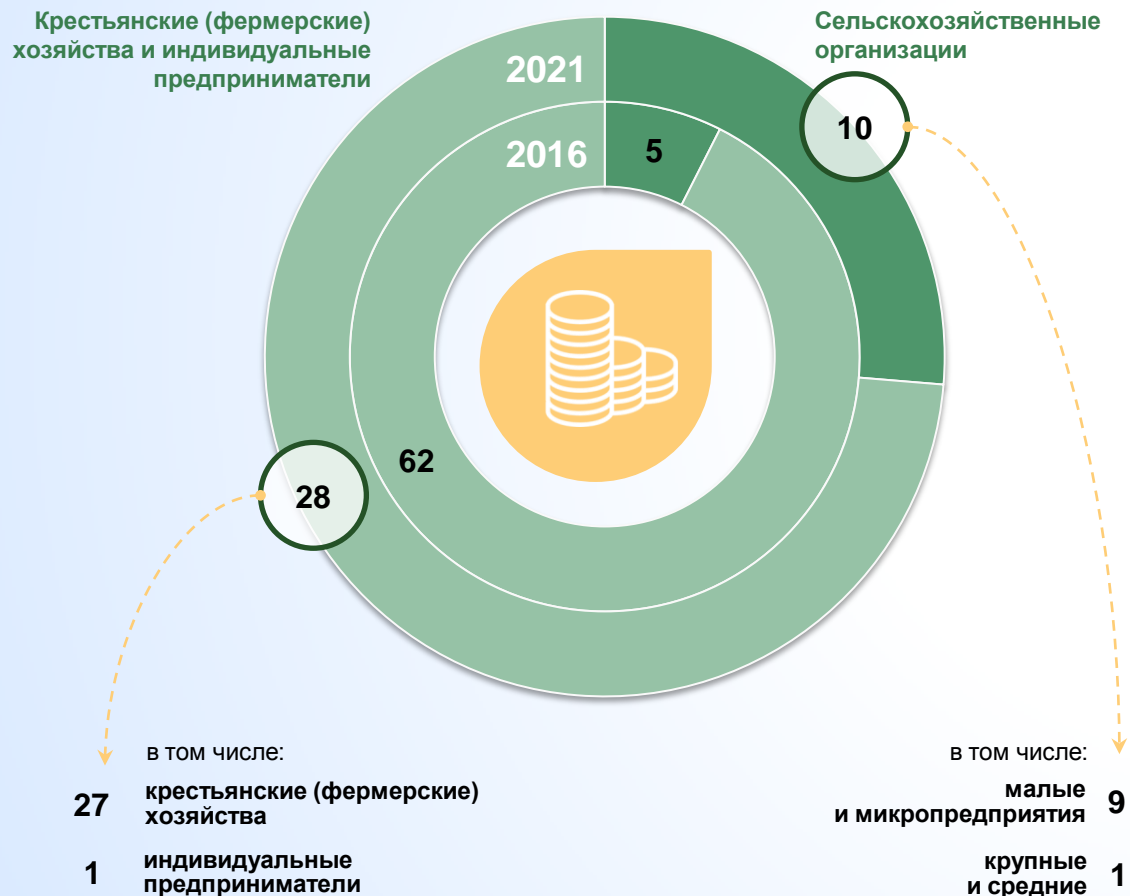 Крестьянские (фермерские)
хозяйства и индивидуальные
предприниматели
Сельскохозяйственные
организации
2021
10
2016
5
62
28
в том числе:
27
крестьянские (фермерские)
хозяйства
1
индивидуальные
предприниматели
в том числе:
малые
и микропредприятия
9
крупные
и средние
1